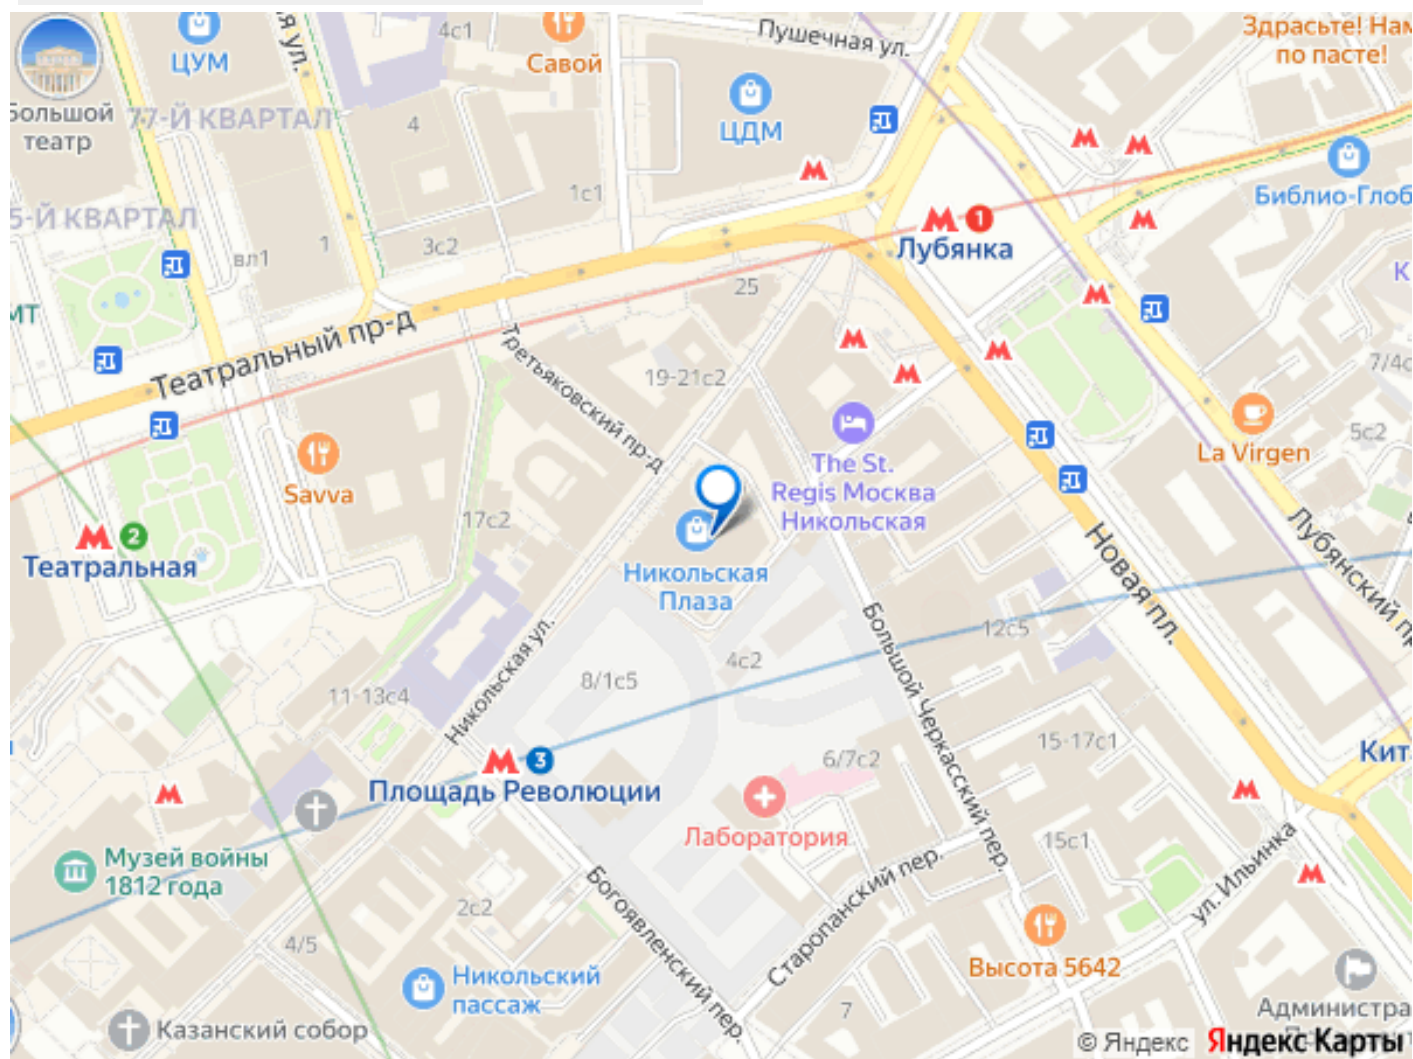 ЦУМ
4с1
Савой
Пушечная ул.
Здрасьте! Нам
по пасте!
Большой
театр
77-Й КВАРТАЛ
4
ЦДМ
Библио-Глоб
1с1
5-Й КВАРТАЛ
1
3с2
вл1
1
Лубянка
25
Театральный пр-д
Третьяковский пр-д
19-21с2
7/4с
5с2
La Virgen
The St.
Regis Москва
Никольская
Savva
17с2
2
Театральная
Никольская
Плаза
Новая пл.
Лубянский пр
Никольская ул.
Большой Черкасский пер.
12с5
4с2
8/1с5
11-13с4
15-17с1
Кит
3
Площадь Революции
6/7с2
Лаборатория
15с1
ул. Ильинка
Музей войны
1812 года
Старопанский пер.
Богоявленский пер.
2с2
4/5
Высота 5642
Никольский
пассаж
7
Казанский собор
Администра
© Яндекс
Яндекс Карты